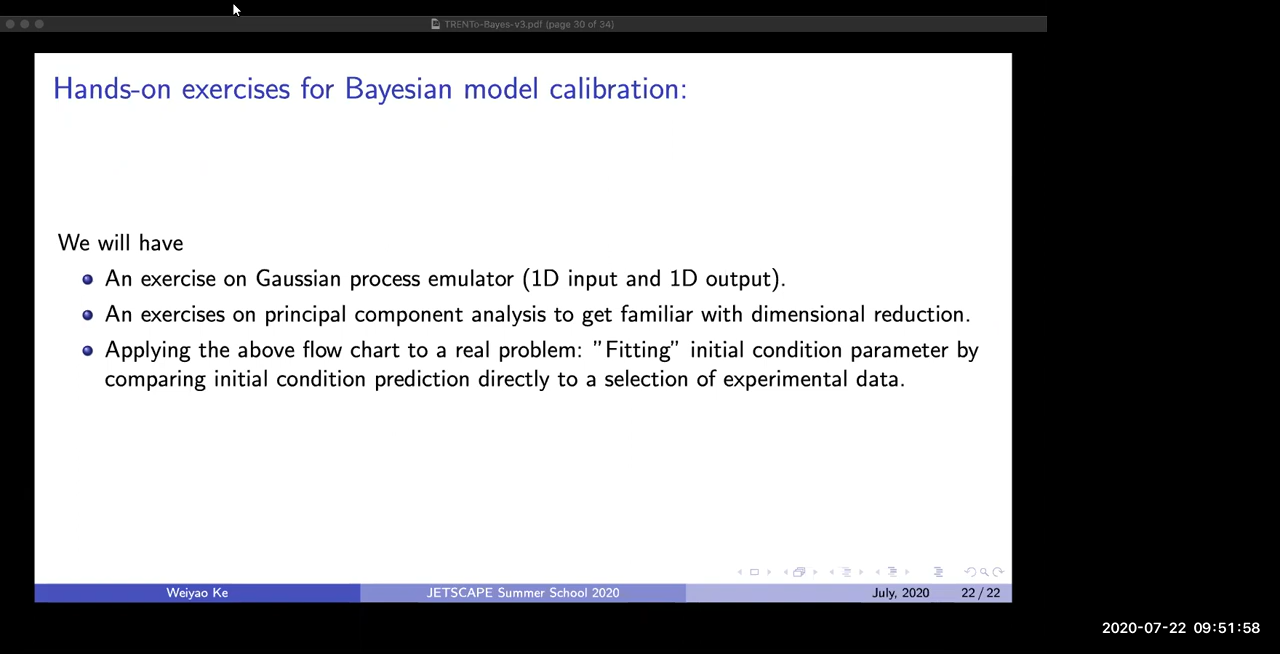 TRENTo-Bayes-v3.pdf (page 30 of 34)
Hands-on exercises for Bayesian model calibration:
We will have
An exercise on Gaussian process emulator (1D input and 1D output).
An exercises on principal component analysis to get familiar with dimensional reduction.
Applying the above flow chart to a real problem: "Fitting" initial condition parameter by
comparing initial condition prediction directly to a selection of experimental data.
Weiyao Ke
JETSCAPE Summer School 2020
July, 2020
22 / 22
2020-07-22 09:51:58